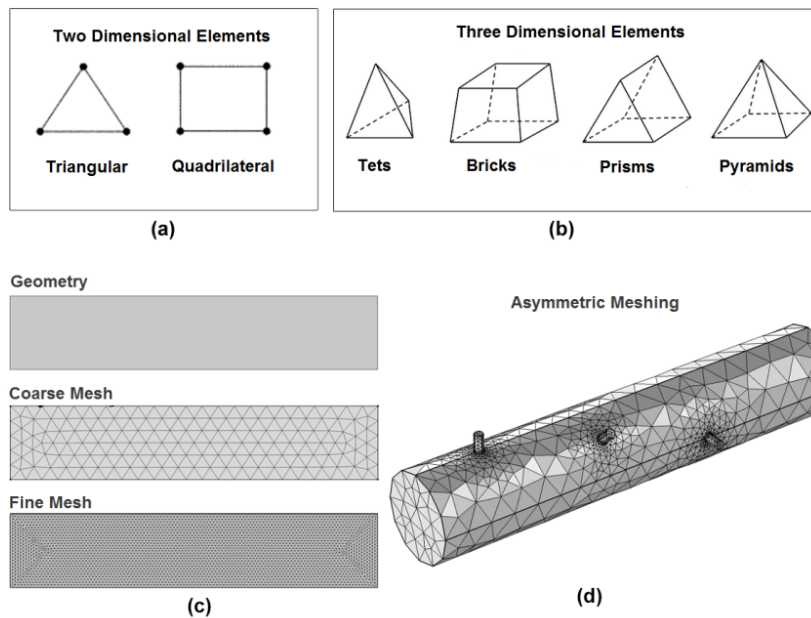 Two Dimensional Elements
Triangular
Quadrilateral
(a)
Three Dimensional Elements
Tets
Bricks
Prisms
Pyramids
(b)
Geometry
Coarse Mesh
Fine Mesh
(c)
Asymmetric Meshing
(d)